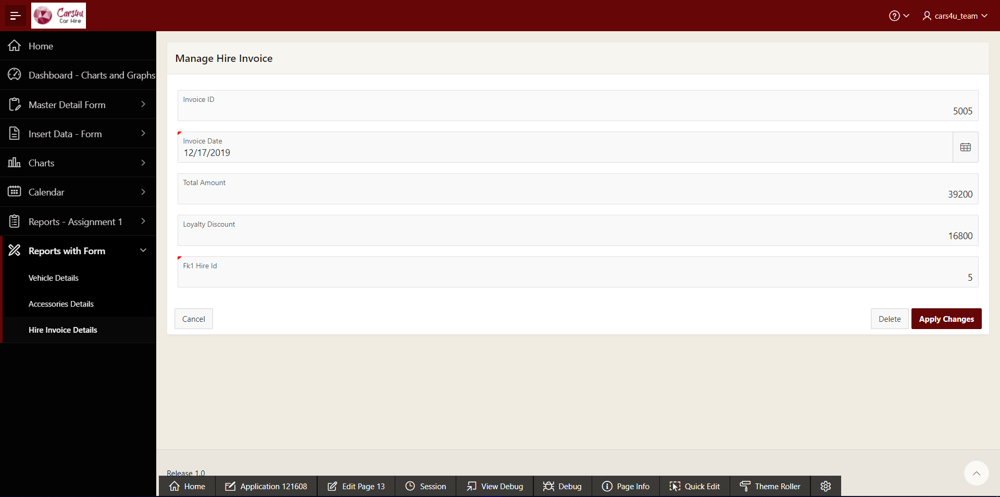 Cars4u
Car Hire
cars4u_team
Home
Dashboard - Charts and Graphs
Master Detail Form
Insert Data - Form
Charts
Calendar
Reports - Assignment 1
Reports with Form
Vehicle Details
Accessories Details
Hire Invoice Details
Manage Hire Invoice
Invoice ID
5005
Invoice Date
12/17/2019
Total Amount
39200
Loyalty Discount
16800
Fk1 Hire Id
5
Cancel
Delete
Apply Changes
Release 1.0
Home
Application 121608
Edit Page 13
Session
View Debug
Debug
Page Info
Quick Edit
Theme Roller